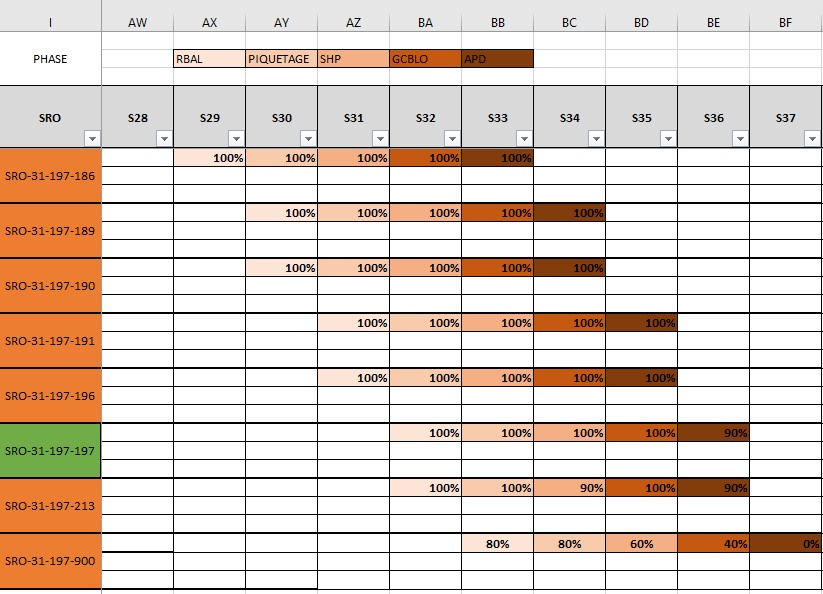 I AW AX AY AZ BA BB BC BD BE BF
PHASE RBAL PIQUETAGE SHP GCBLO APD
SRO S28 S29 S30 S31 S32 S33 S34 S35 S36 S37
SRO-31-197-186 100% 100% 100% 100% 100%
SRO-31-197-189 100% 100% 100% 100% 100%
SRO-31-197-190 100% 100% 100% 100% 100%
SRO-31-197-191 100% 100% 100% 100% 100%
SRO-31-197-196 100% 100% 100% 100% 100%
SRO-31-197-197 100% 100% 100% 100% 90%
SRO-31-197-213 100% 100% 90% 100% 90%
SRO-31-197-900 80% 80% 60% 40% 0%